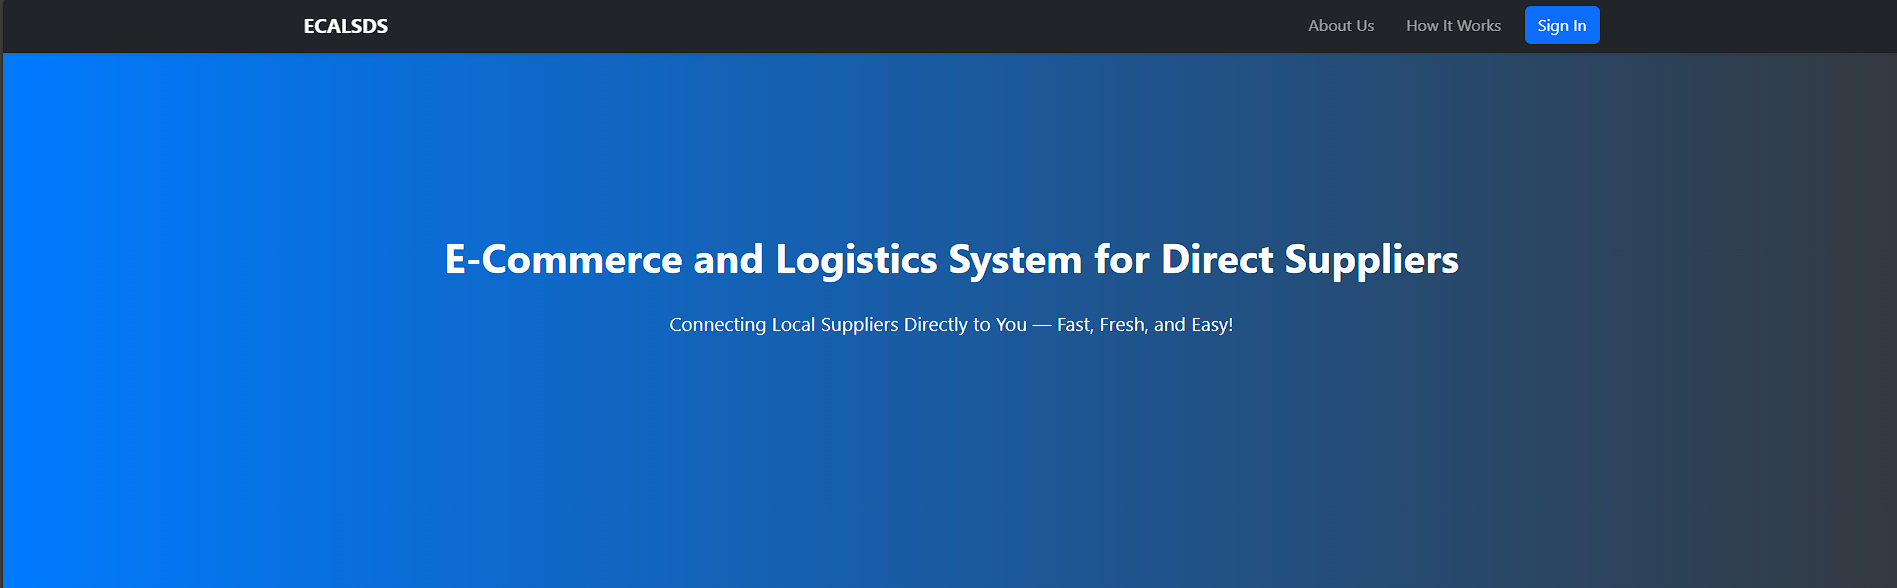 ECALSDS
About Us
How It Works
Sign In
E-Commerce and Logistics System for Direct Suppliers
Connecting Local Suppliers Directly to You — Fast, Fresh, and Easy!